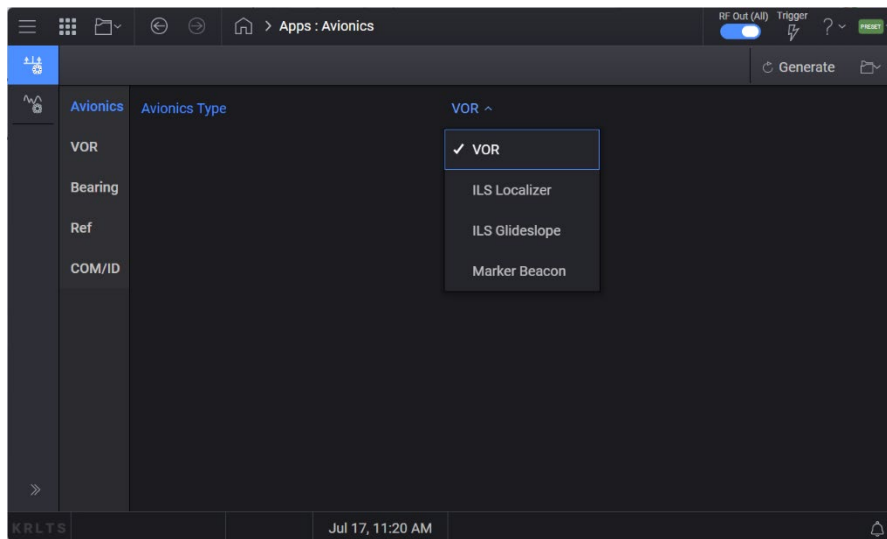 RF Out (All) Trigger
> Apps : Avionics
? PRESET
Generate
Avionics Avionics Type VOR
VOR
Bearing
Ref
COM/ID
✓ VOR
ILS Localizer
ILS Glideslope
Marker Beacon
KRLTS Jul 17, 11:20 AM